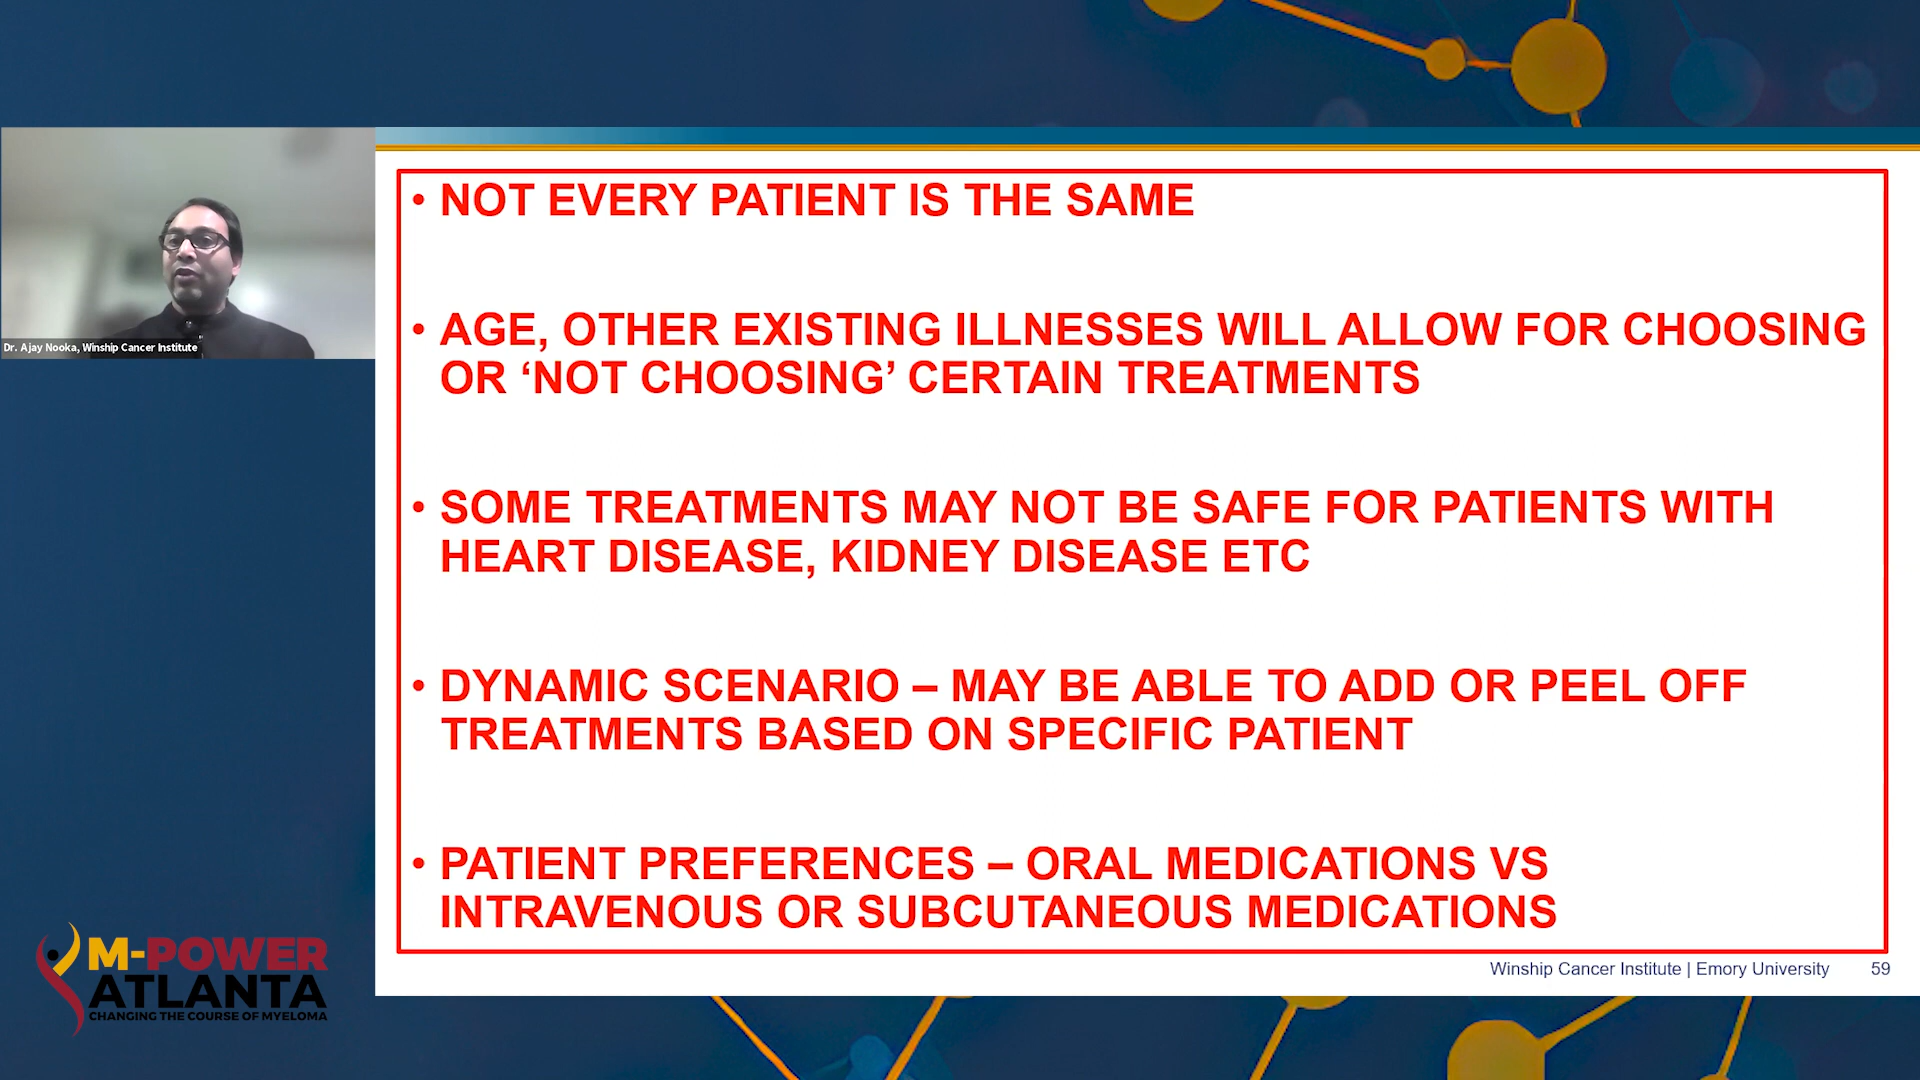 Dr. Ajay Nooka, Winship Cancer Institute
• NOT EVERY PATIENT IS THE SAME
• AGE, OTHER EXISTING ILLNESSES WILL ALLOW FOR CHOOSING
OR ‘NOT CHOOSING’ CERTAIN TREATMENTS
• SOME TREATMENTS MAY NOT BE SAFE FOR PATIENTS WITH
HEART DISEASE, KIDNEY DISEASE ETC
• DYNAMIC SCENARIO – MAY BE ABLE TO ADD OR PEEL OFF
TREATMENTS BASED ON SPECIFIC PATIENT
• PATIENT PREFERENCES – ORAL MEDICATIONS VS
INTRAVENOUS OR SUBCUTANEOUS MEDICATIONS
Winship Cancer Institute | Emory University 59
M-POWER
ATLANTA
CHANGING THE COURSE OF MYELOMA